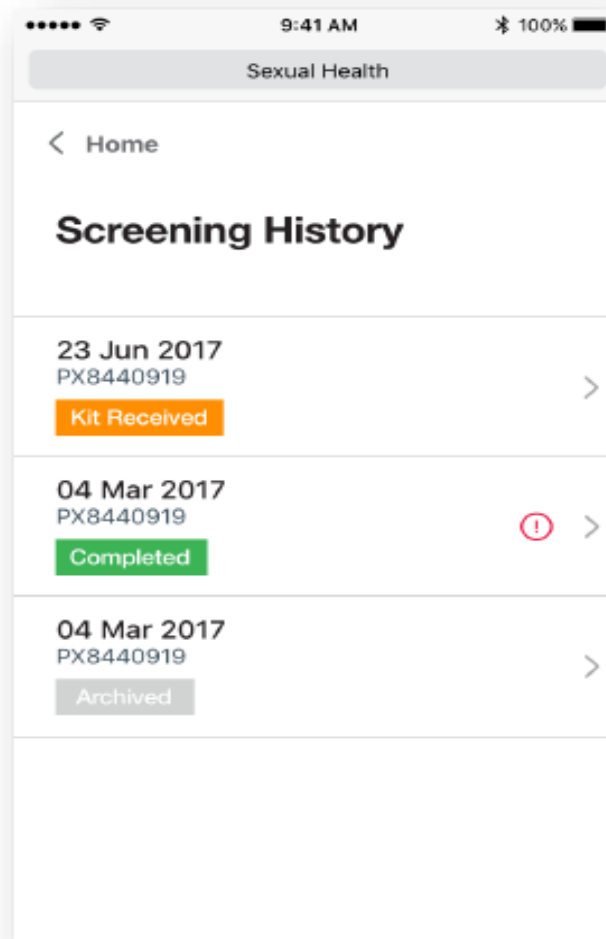 9:41 AM
100%
Sexual Health
Home
Screening History
23 Jun 2017
PX8440919
Kit Received
04 Mar 2017
PX8440919
Completed
04 Mar 2017
PX8440919
Archived